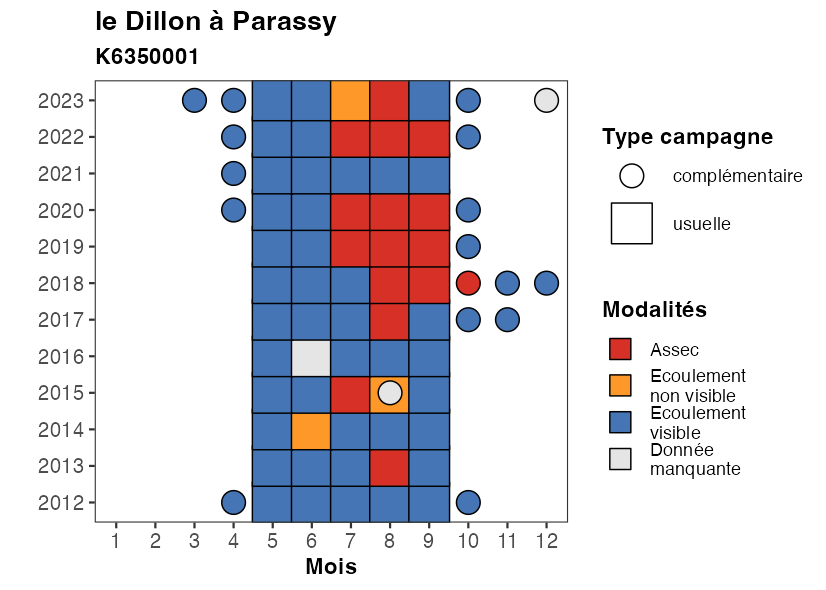 le Dillon à Parassy
K6350001
2023
2022
2021
2020
2019
2018
2017
2016
2015
2014
2013
2012
1 2 3 4 5 6 7 8 9 10 11 12
Mois
Type campagne
complémentaire
usuelle
Modalités
Assec
Ecoulement
non visible
Ecoulement
visible
Donnée
manquante